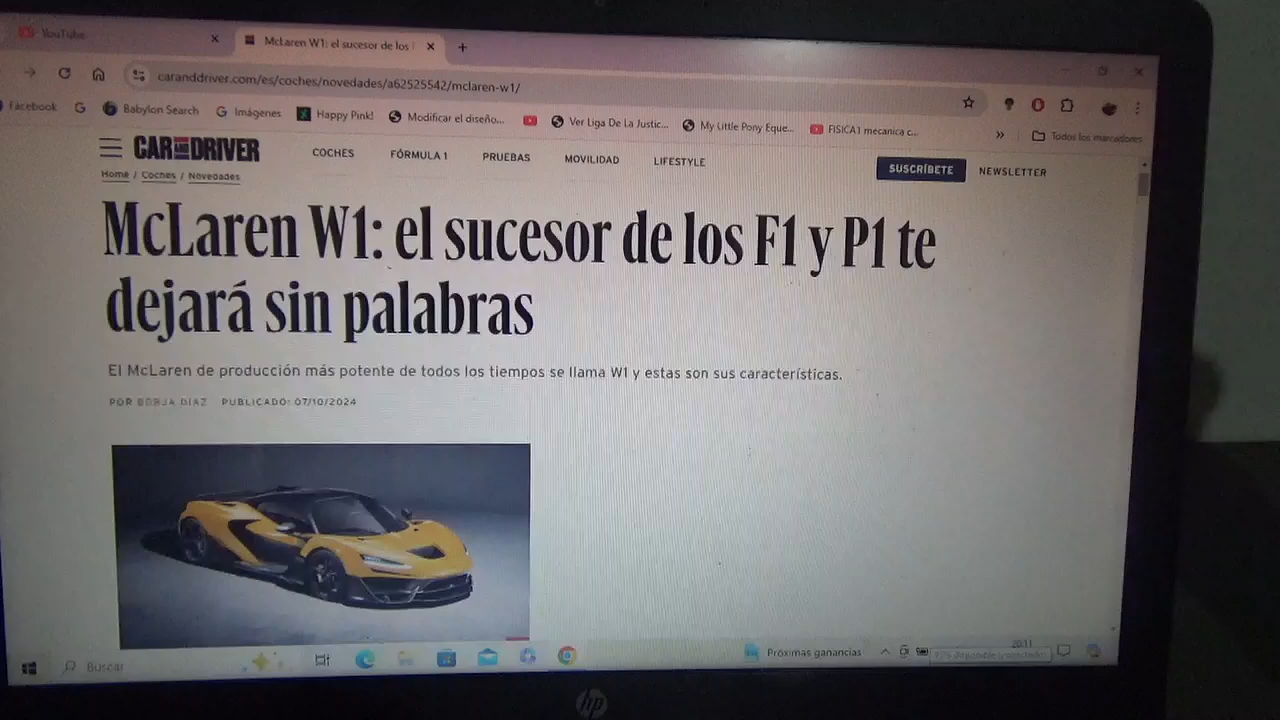 YouTube
McLaren W1: el sucesor de los
caranddriver.com/es/coches/novedades/a62525542/mclaren-w1/
Facebook
Babylon Search
Imágenes
Happy Pink!
Modificar el diseño...
Ver Liga De La Justic...
My Little Pony Eque...
FISICA1 mecanica c...
»
Todos los marcadores
CAR AND DRIVER
COCHES
FÓRMULA 1
PRUEBAS
MOVILIDAD
LIFESTYLE
SUSCRÍBETE
NEWSLETTER
Home / Coches / Novedades
McLaren W1: el sucesor de los F1 y P1 te
dejará sin palabras
El McLaren de producción más potente de todos los tiempos se llama W1 y estas son sus características.
POR BORJA DÍAZ PUBLICADO: 07/10/2024
Buscar
Próximas ganancias
20:11
hp